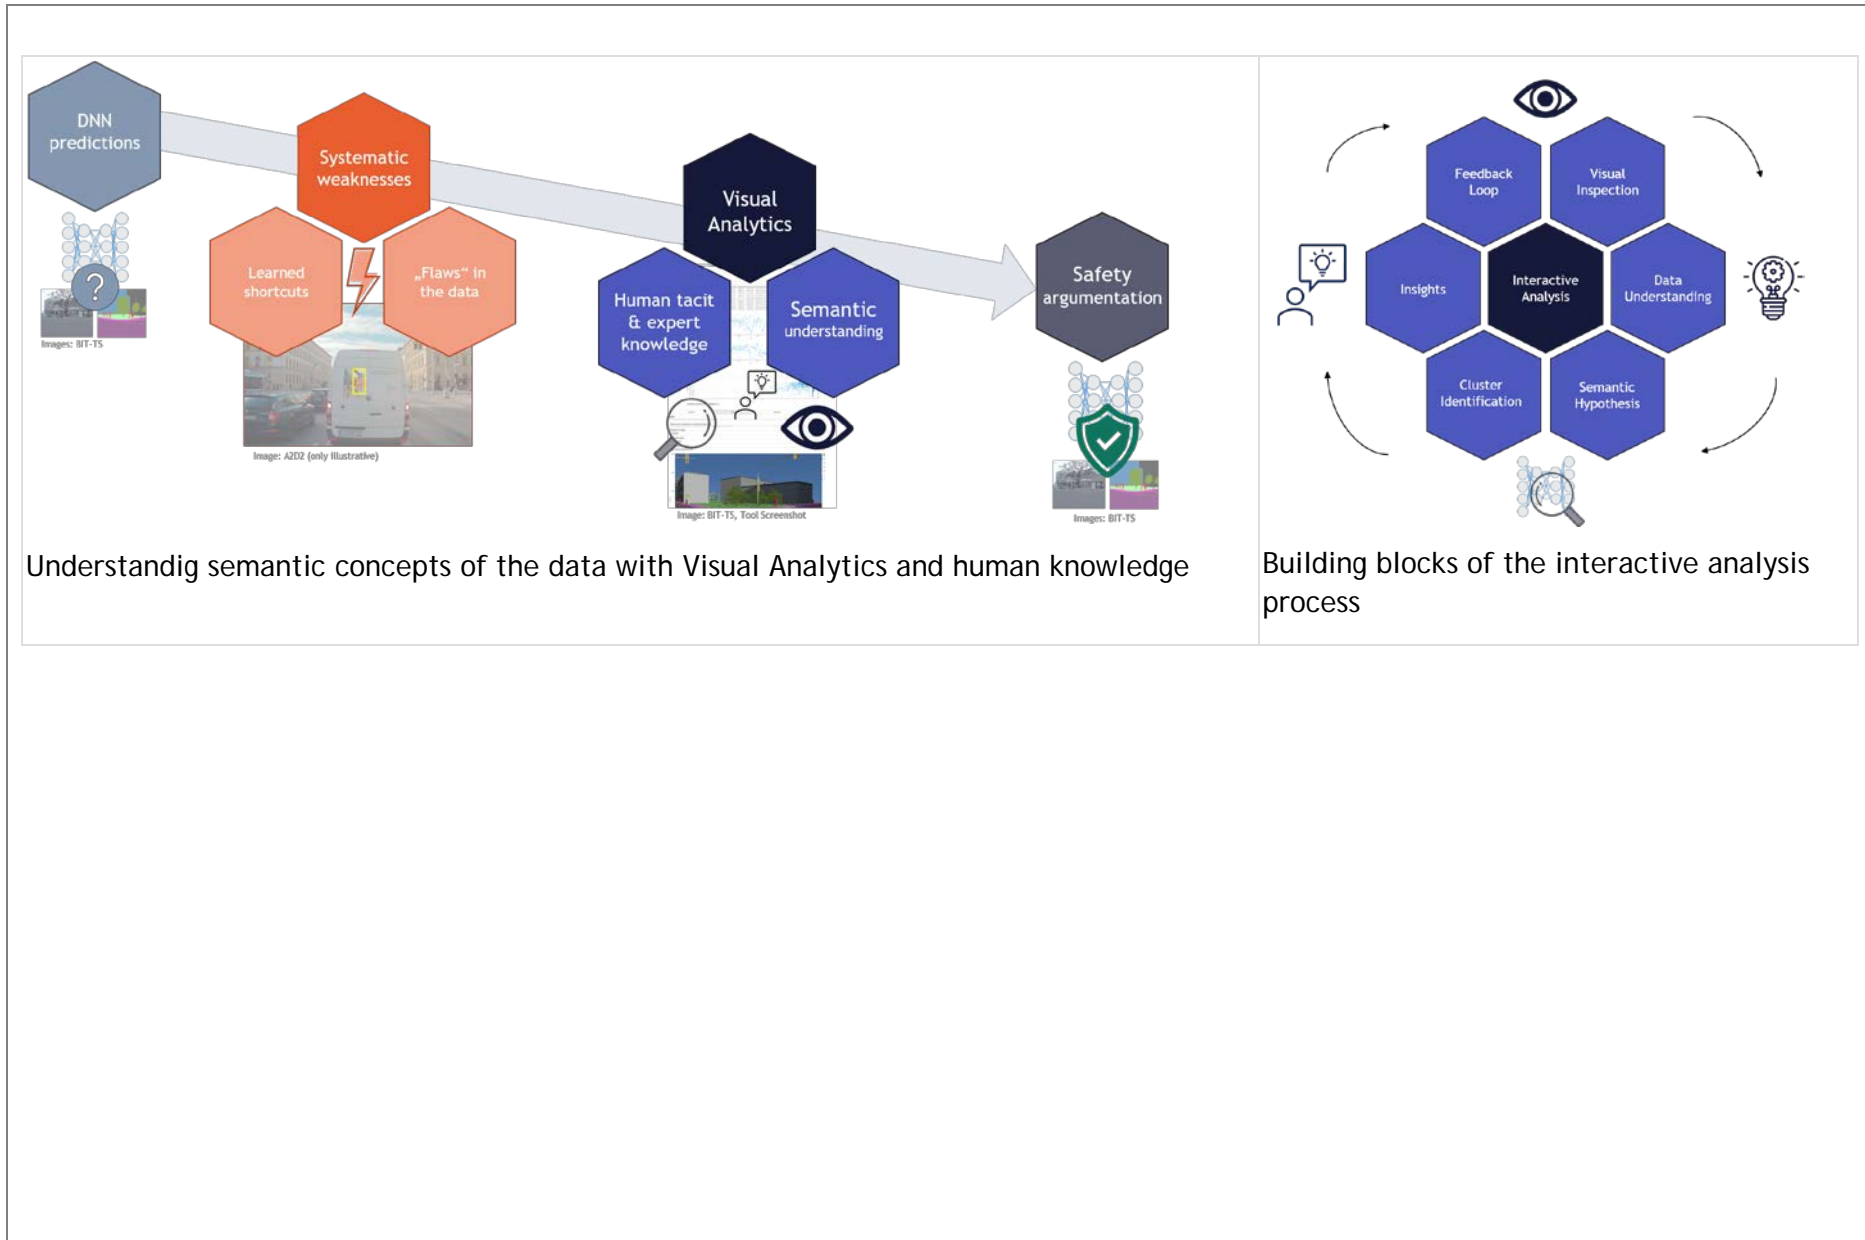 DNN
predictions
Images: BIT-TS
Systematic
weaknesses
Learned
shortcuts
„Flaws“ in
the data
Image: A2D2 (only illustrative)
Visual
Analytics
Human tacit
& expert
knowledge
Semantic
understanding
Image: BIT-TS, Tool Screenshot
Safety
argumentation
Images: BIT-TS
Understandig semantic concepts of the data with Visual Analytics and human knowledge
Feedback
Loop
Visual
Inspection
Insights
Interactive
Analysis
Data
Understanding
Cluster
Identification
Semantic
Hypothesis
Building blocks of the interactive analysis
process